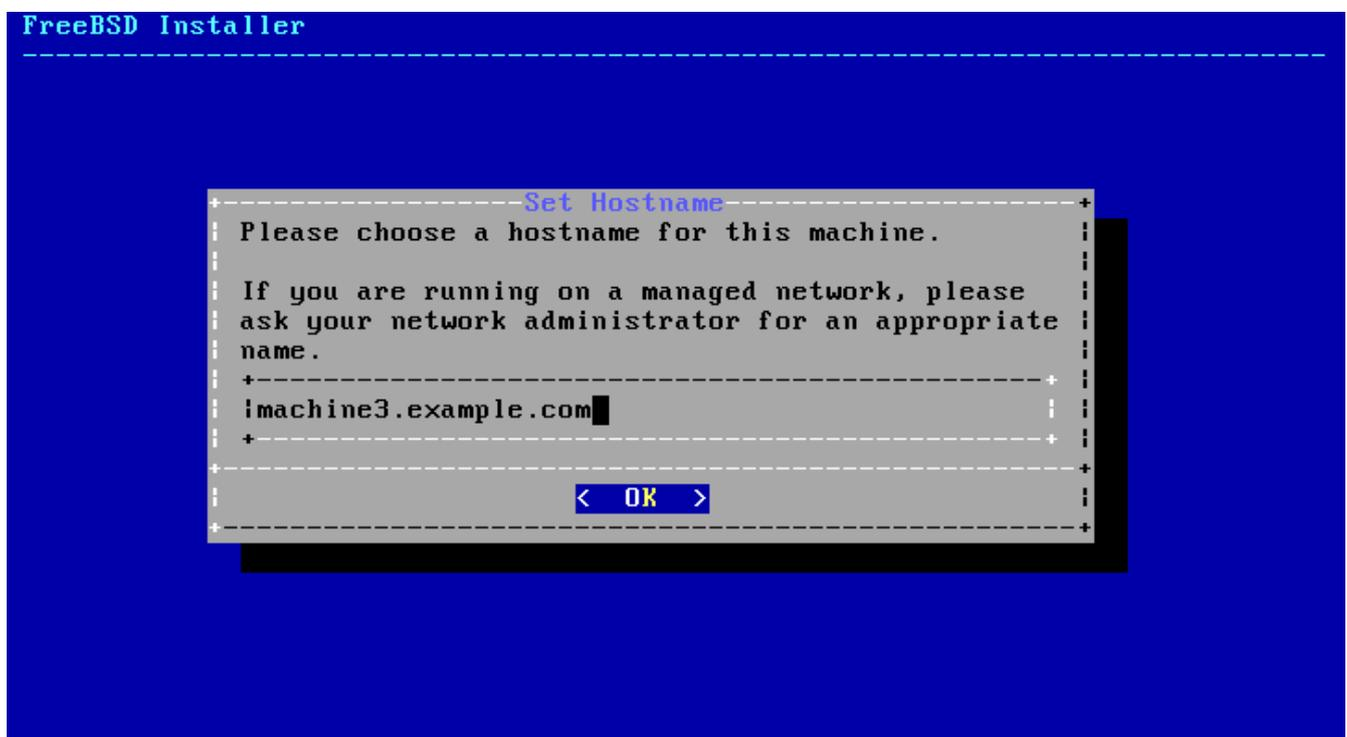 FreeBSD Installer
Set Hostname
Please choose a hostname for this machine.
If you are running on a managed network, please
ask your network administrator for an appropriate
name.
machine3.example.com
< OK >